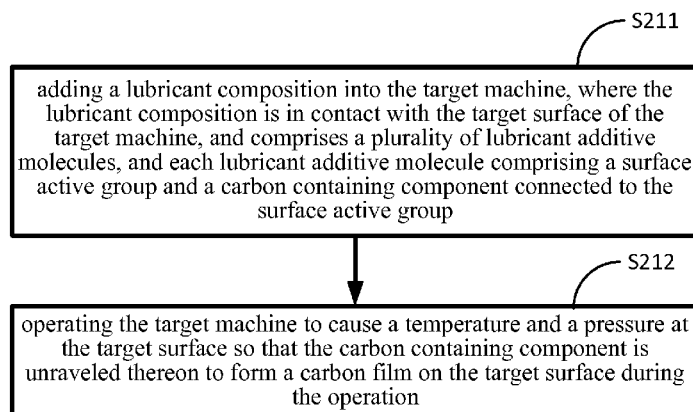 S211
adding a lubricant composition into the target machine, where the
lubricant composition is in contact with the target surface of the
target machine, and comprises a plurality of lubricant additive
molecules, and each lubricant additive molecule comprising a surface
active group and a carbon containing component connected to the
surface active group
S212
operating the target machine to cause a temperature and a pressure at
the target surface so that the carbon containing component is
unraveled thereon to form a carbon film on the target surface during
the operation